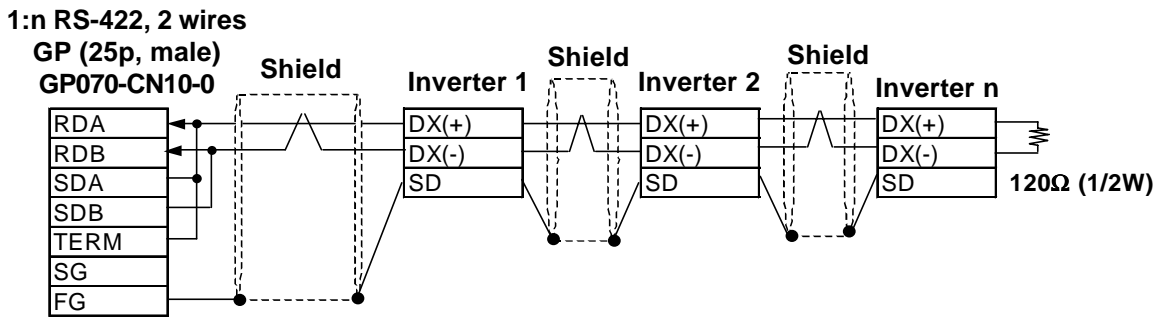 1:n RS-422, 2 wires
GP (25p, male)
GP070-CN10-0
Shield
Inverter 1
Shield
Inverter 2
Shield
Inverter n
RDA
RDB
SDA
SDB
TERM
SG
FG
DX(+)
DX(-)
SD
DX(+)
DX(-)
SD
DX(+)
DX(-)
SD
120Ω (1/2W)